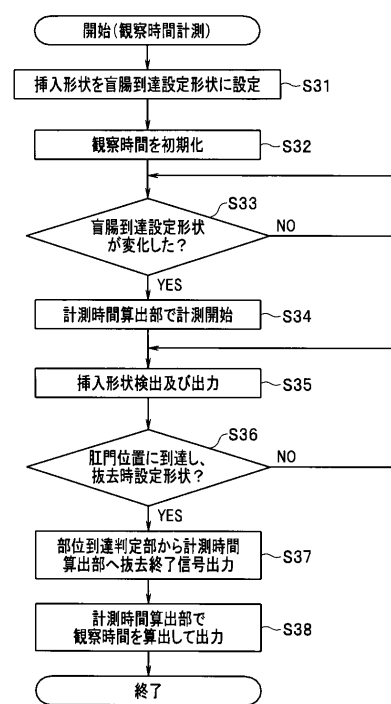 開始(観察時間計測)
挿入形状を盲腸到達設定形状に設定
S31
観察時間を初期化
S32
S33
盲腸到達設定形状
が変化した?
NO
YES
計測時間算出部で計測開始
S34
挿入形状検出及び出力
S35
S36
肛門位置に到達し、
抜去時設定形状?
NO
YES
部位到達判定部から計測時間
算出部へ抜去終了信号出力
S37
計測時間算出部で
観察時間を算出して出力
S38
終了